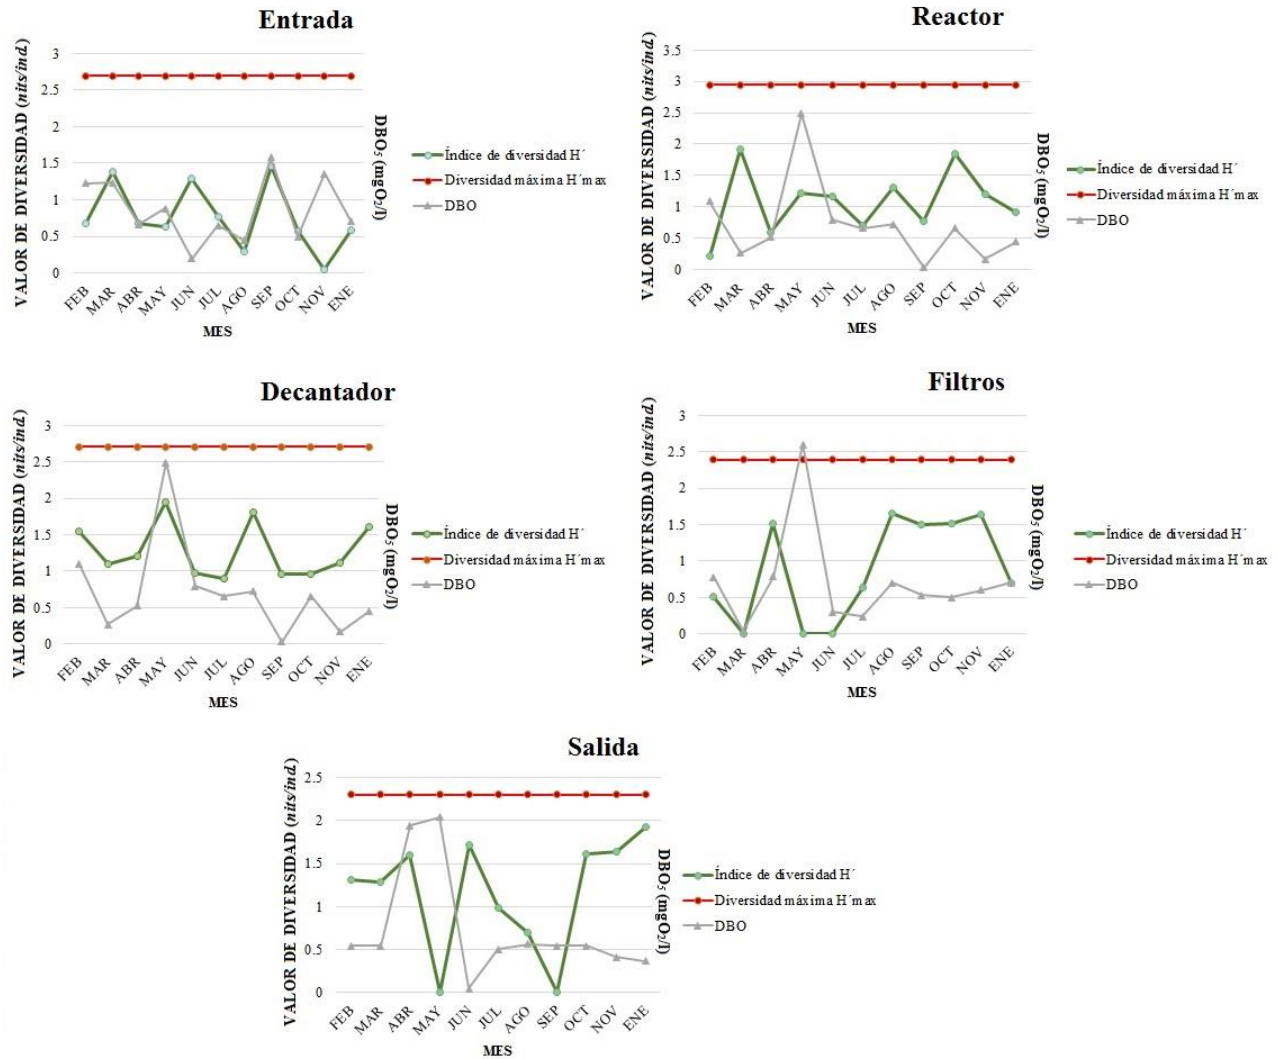 Entrada
VALOR DE DIVERSIDAD (nits/ind.)
3
2.5
2
1.5
1
0.5
0
FEB
MAR
ABR
MAY
JUN
JUL
AGO
SEP
OCT
NOV
ENE
MES
DBO5 (mgO2/l)
Índice de diversidad H´
Diversidad máxima H´max
DBO
Reactor
VALOR DE DIVERSIDAD (nits/ind.)
3.5
3
2.5
2
1.5
1
0.5
0
FEB
MAR
ABR
MAY
JUN
JUL
AGO
SEP
OCT
NOV
ENE
MES
DBO5 (mgO2/l)
Índice de diversidad H´
Diversidad máxima H´max
DBO
Decantador
VALOR DE DIVERSIDAD (nits/ind.)
3
2.5
2
1.5
1
0.5
0
FEB
MAR
ABR
MAY
JUN
JUL
AGO
SEP
OCT
NOV
ENE
MES
DBO5 (mgO2/l)
Índice de diversidad H´
Diversidad máxima H´max
DBO
Filtros
VALOR DE DIVERSIDAD (nits/ind.)
3
2.5
2
1.5
1
0.5
0
FEB
MAR
ABR
MAY
JUN
JUL
AGO
SEP
OCT
NOV
ENE
MES
DBO5 (mgO2/l)
Índice de diversidad H´
Diversidad máxima H´max
DBO
Salida
VALOR DE DIVERSIDAD (nits/ind.)
2.5
2
1.5
1
0.5
0
FEB
MAR
ABR
MAY
JUN
JUL
AGO
SEP
OCT
NOV
ENE
MES
DBO5 (mgO2/l)
Índice de diversidad H´
Diversidad máxima H´max
DBO